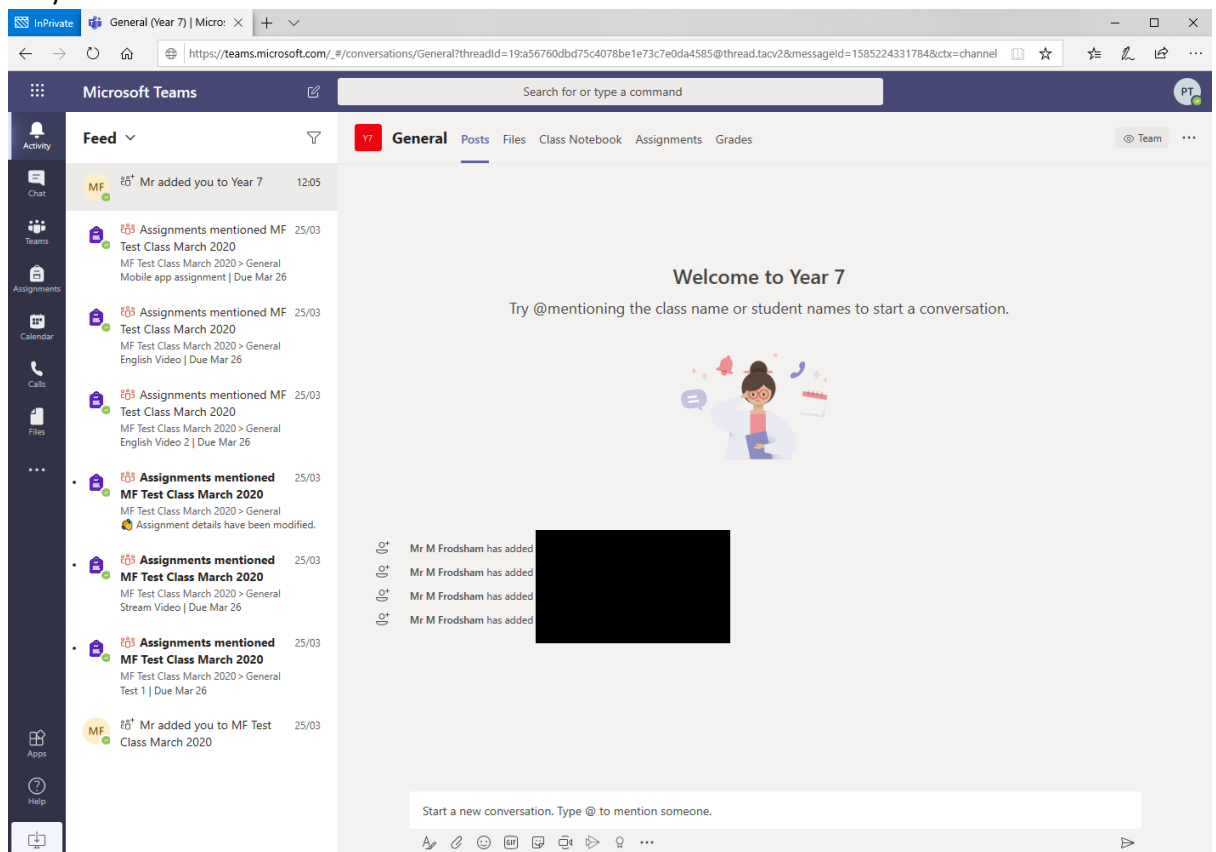 InPrivate
General (Year 7) | Micro:
https://teams.microsoft.com/_#/conversations/General?threadId=19:a56760dbd75c4078be1e73c7e0da4585@thread.tacv2&messageId=1585224331784&ctx=channel
Microsoft Teams
Search for or type a command
PT
Activity
Chat
Teams
Assignments
Calendar
Calls
Files
Apps
Help
Feed
MF
Mr added you to Year 7 12:05
Assignments mentioned MF 25/03
Test Class March 2020
MF Test Class March 2020 > General
Mobile app assignment | Due Mar 26
Assignments mentioned MF 25/03
Test Class March 2020
MF Test Class March 2020 > General
English Video | Due Mar 26
Assignments mentioned MF 25/03
Test Class March 2020
MF Test Class March 2020 > General
English Video 2 | Due Mar 26
Assignments mentioned 25/03
MF Test Class March 2020
MF Test Class March 2020 > General
Assignment details have been modified.
Assignments mentioned 25/03
MF Test Class March 2020
MF Test Class March 2020 > General
Stream Video | Due Mar 26
Assignments mentioned 25/03
MF Test Class March 2020
MF Test Class March 2020 > General
Test 1 | Due Mar 26
MF
Mr added you to MF Test 25/03
Class March 2020
Y7 General Posts Files Class Notebook Assignments Grades
Team
Welcome to Year 7
Try @mentioning the class name or student names to start a conversation.
Mr M Frodsham has added
Mr M Frodsham has added
Mr M Frodsham has added
Mr M Frodsham has added
Start a new conversation. Type @ to mention someone.
GIF